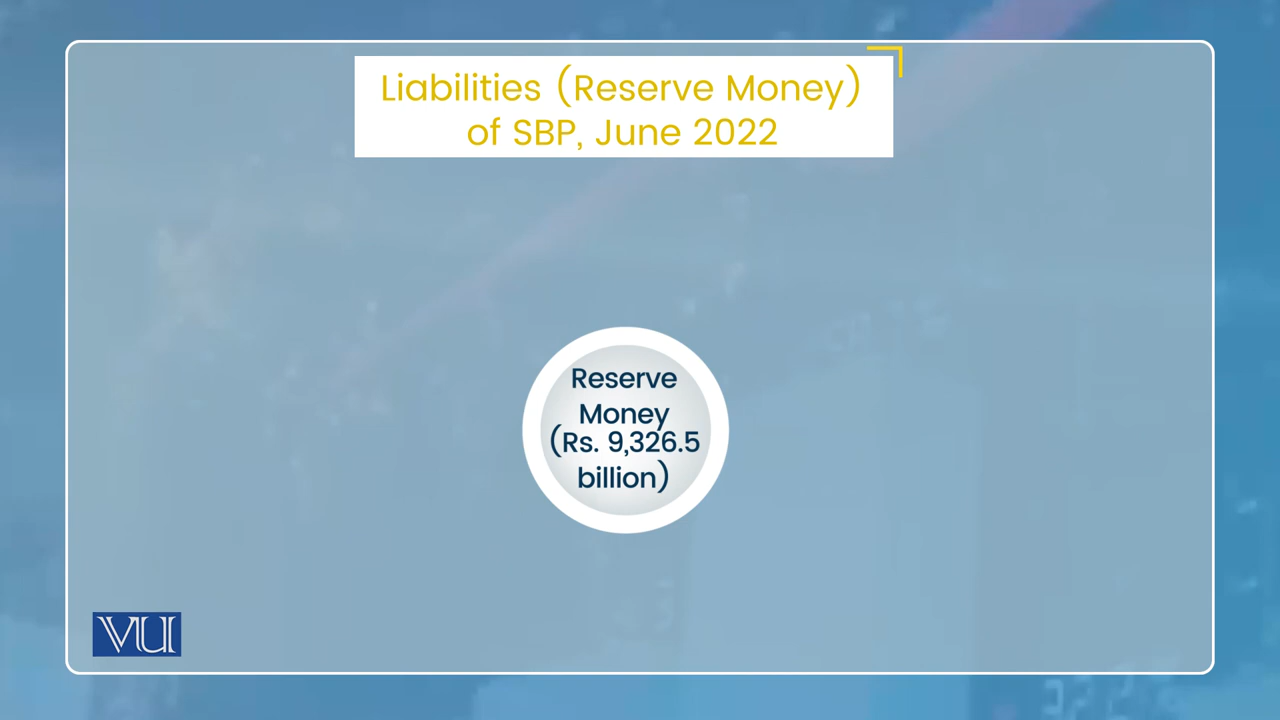 Liabilities (Reserve Money)
of SBP, June 2022
Reserve
Money
(Rs. 9,326.5
billion)
VU